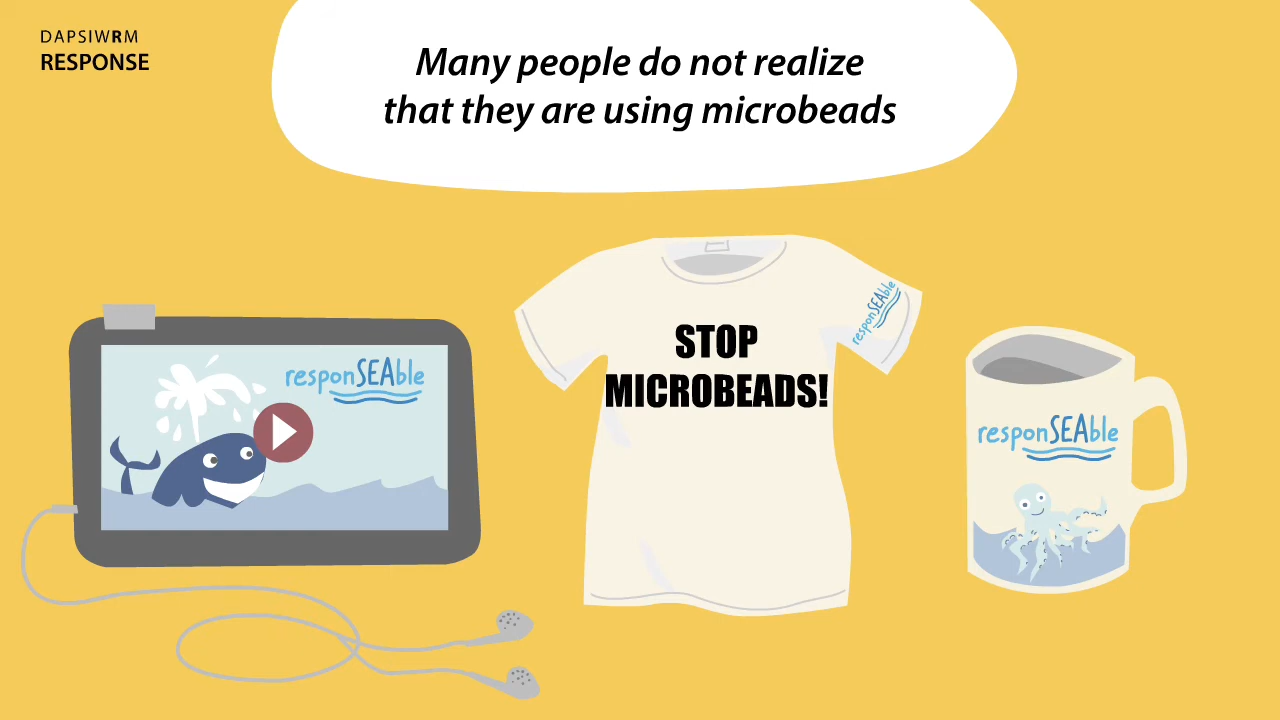 DAPSIWRM
RESPONSE
Many people do not realize
that they are using microbeads
responSEAble
STOP
MICROBEADS!
responSEAble
responSEAble